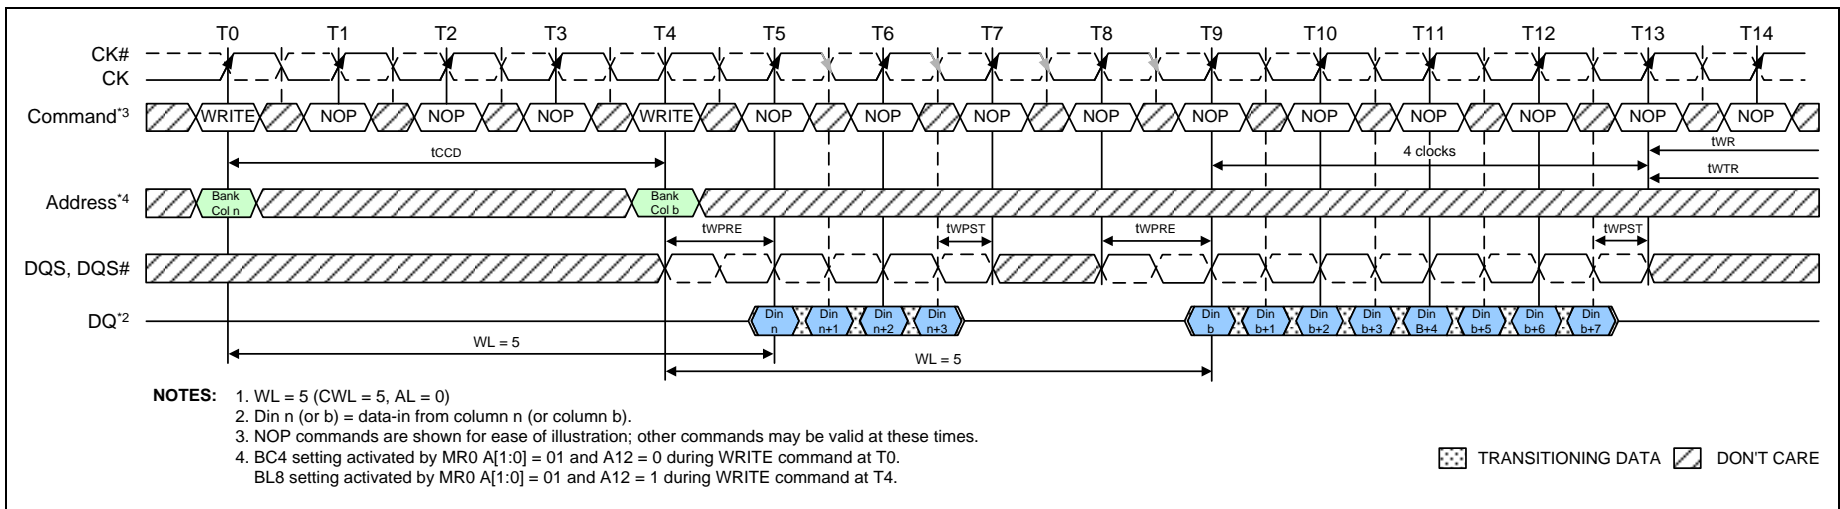 T0 T1 T2 T3 T4 T5 T6 T7 T8 T9 T10 T11 T12 T13 T14
CK#
CK
Command*3 WRITE NOP NOP NOP WRITE NOP NOP NOP NOP NOP NOP NOP NOP NOP NOP
tCCD 4 clocks tWR
tWTR
Address*4 Bank Col n Bank Col b
tWPRE tWPST tWPRE tWPST
DQS, DQS#
DQ*2 Din n Din n+1 Din n+2 Din n+3 Din b Din b+1 Din b+2 Din b+3 Din B+4 Din b+5 Din b+6 Din b+7
WL = 5
WL = 5
NOTES: 1. WL = 5 (CWL = 5, AL = 0)
2. Din n (or b) = data-in from column n (or column b).
3. NOP commands are shown for ease of illustration; other commands may be valid at these times.
4. BC4 setting activated by MR0 A[1:0] = 01 and A12 = 0 during WRITE command at T0.
BL8 setting activated by MR0 A[1:0] = 01 and A12 = 1 during WRITE command at T4.
TRANSITIONING DATA DON'T CARE